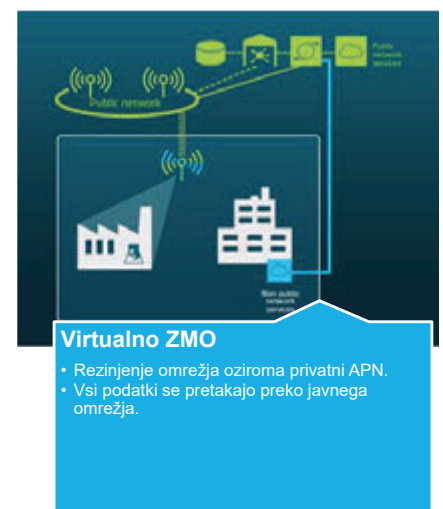 Public
network
services
Public network
Non-public
network
services
Virtualno ZMO
• Rezinjenje omrežja oziroma privatni APN.
• Vsi podatki se pretakajo preko javnega
omrežja.